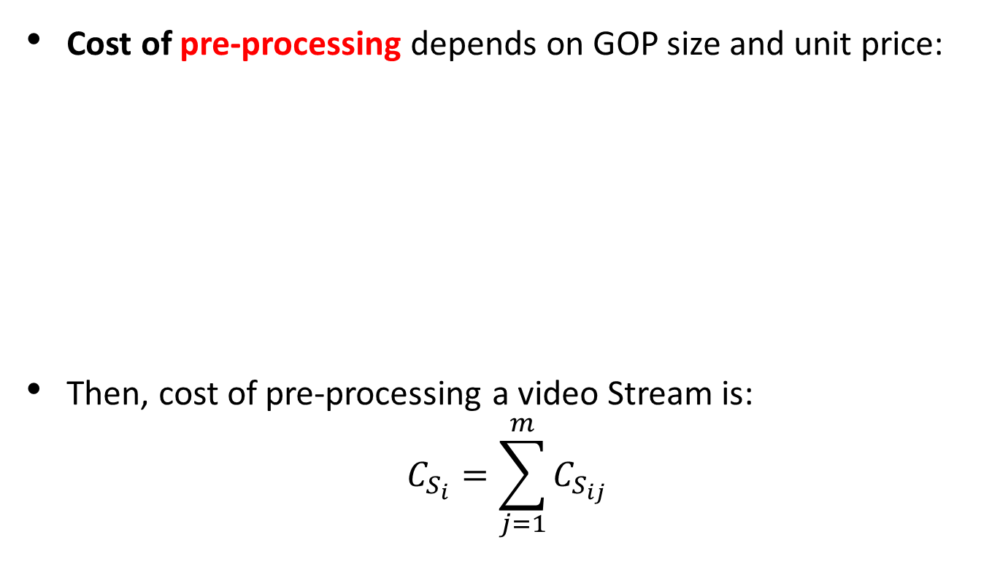 • Cost of pre-processing depends on GOP size and unit price:
• Then, cost of pre-processing a video Stream is:
$C_{S_i} = \sum_{j=1}^{m} C_{S_{ij}}$